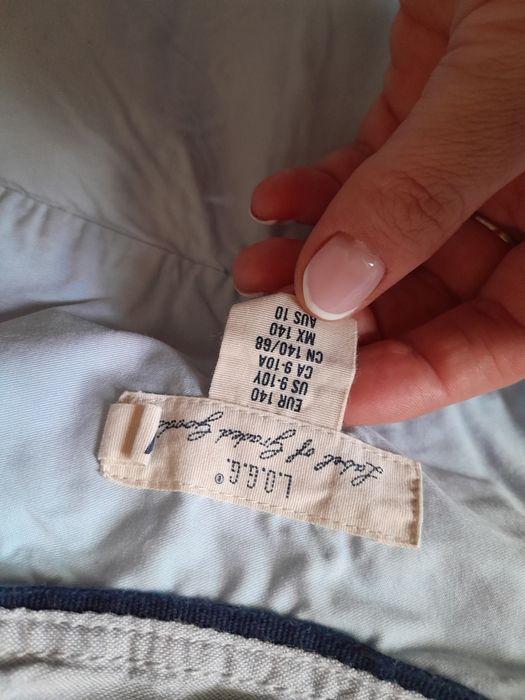 L.O.G.G.®
Label of Graded Goods
EUR 140
US 9-10Y
CA 9-10A
CN 140/68
MX 140
AUS 10